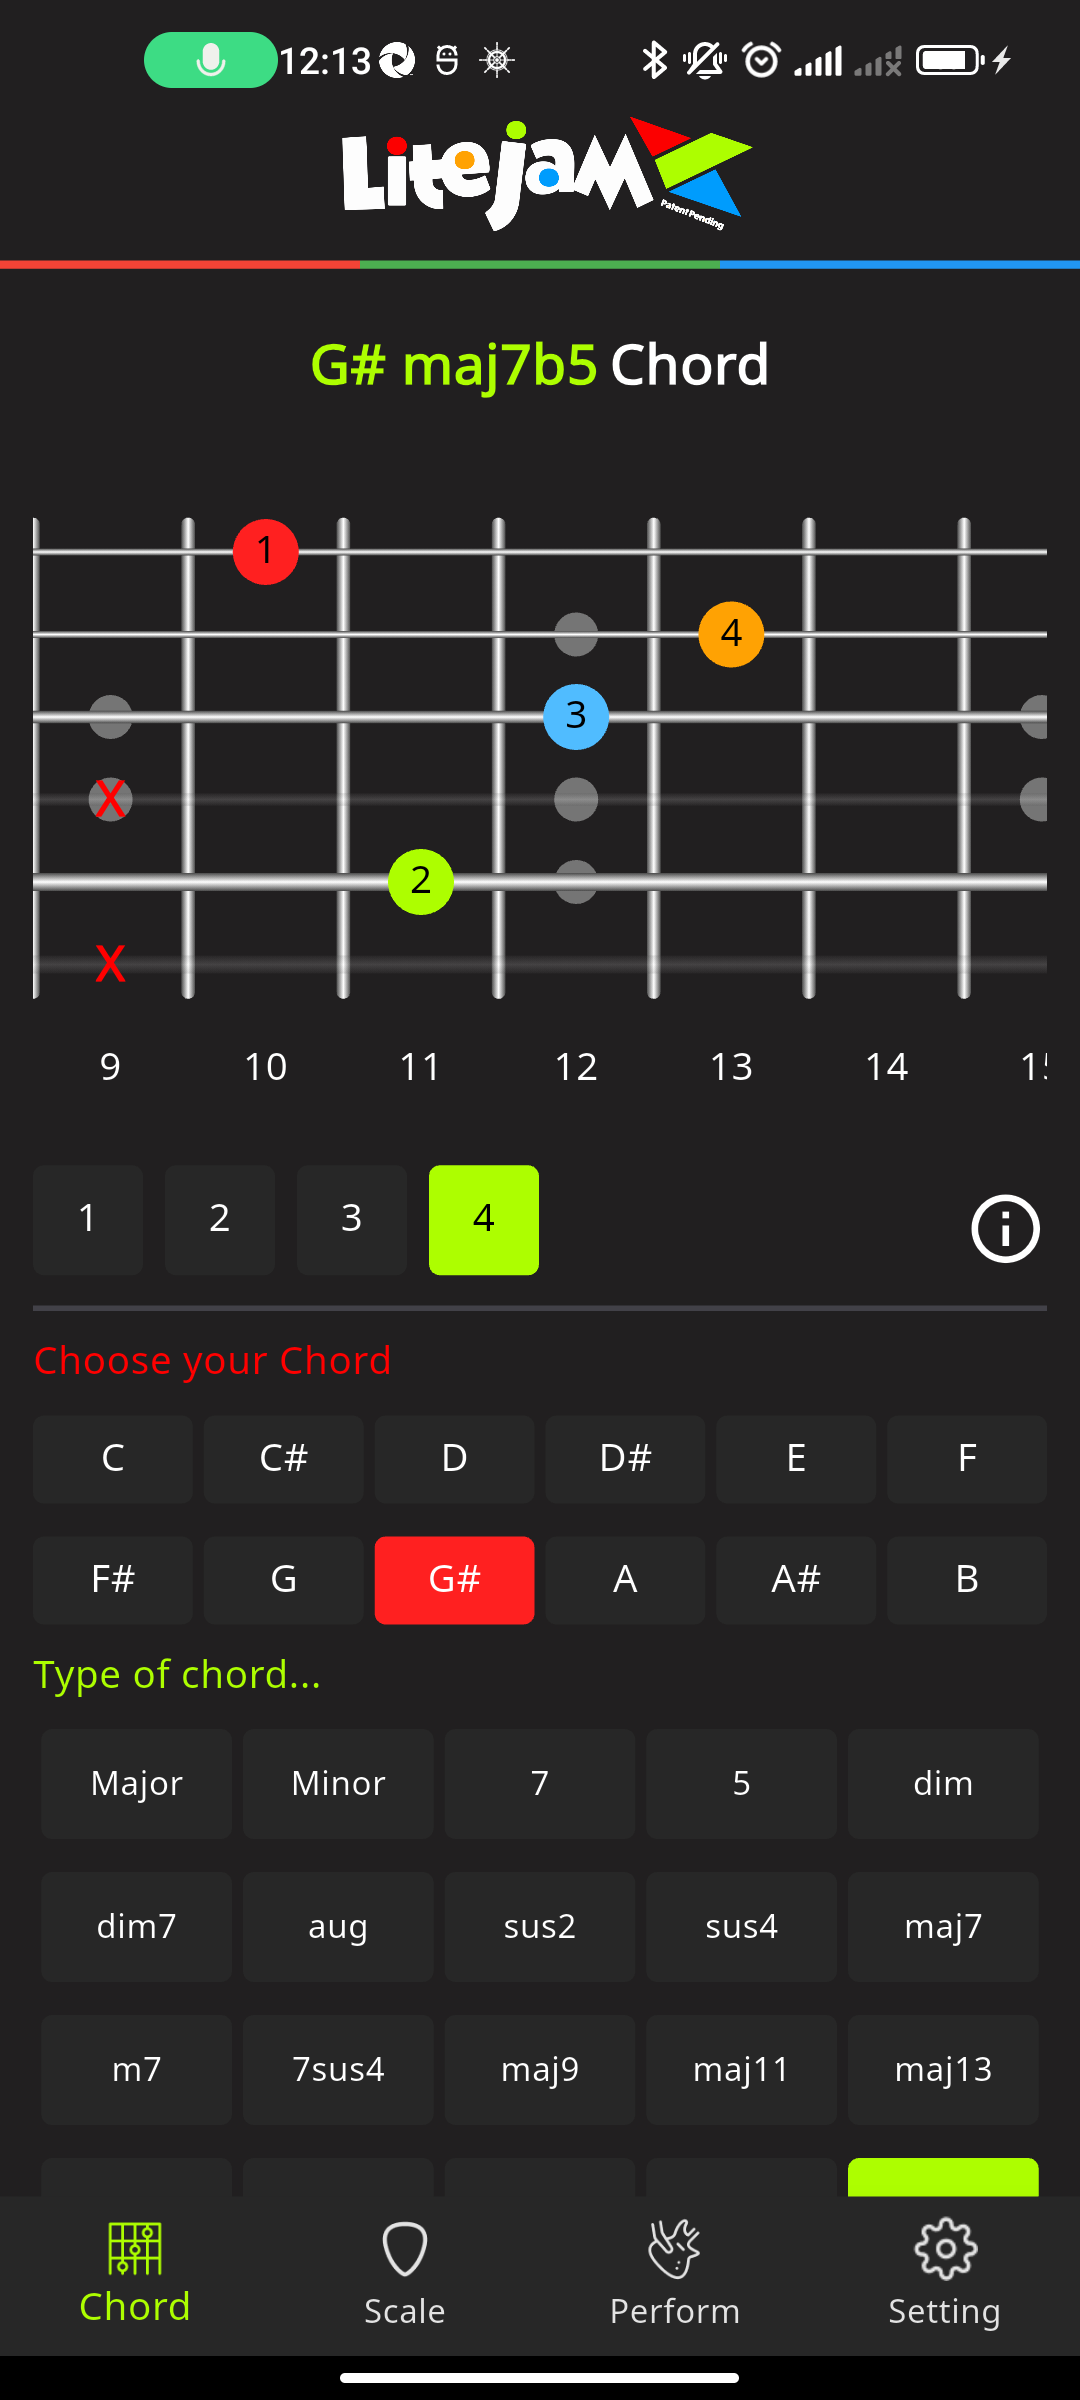 12:13
Litejam
Patent Pending
G# maj7b5 Chord
1
4
3
X
2
X
9 10 11 12 13 14
1 2 3 4
Choose your Chord
C C# D D# E F
F# G G# A A# B
Type of chord...
Major Minor 7 5 dim
dim7 aug sus2 sus4 maj7
m7 7sus4 maj9 maj11 maj13
Chord Scale Perform Setting